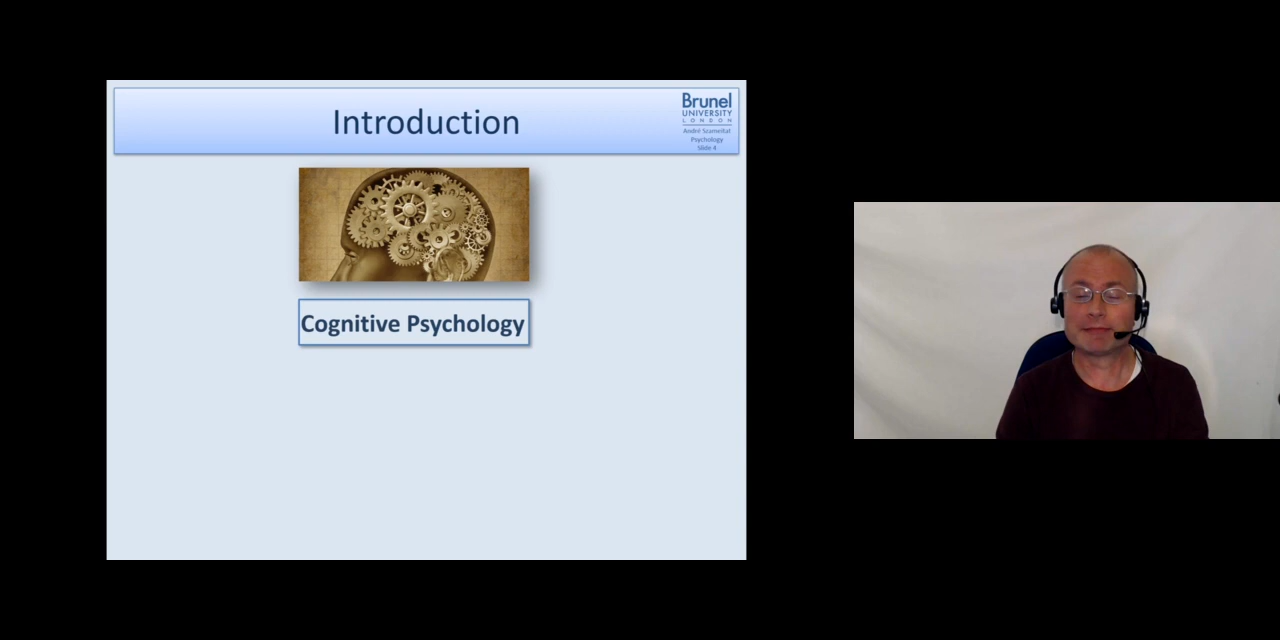 Introduction
Brunel
UNIVERSITY
LONDON
André Szameitat
Psychology
Slide 4
Cognitive Psychology